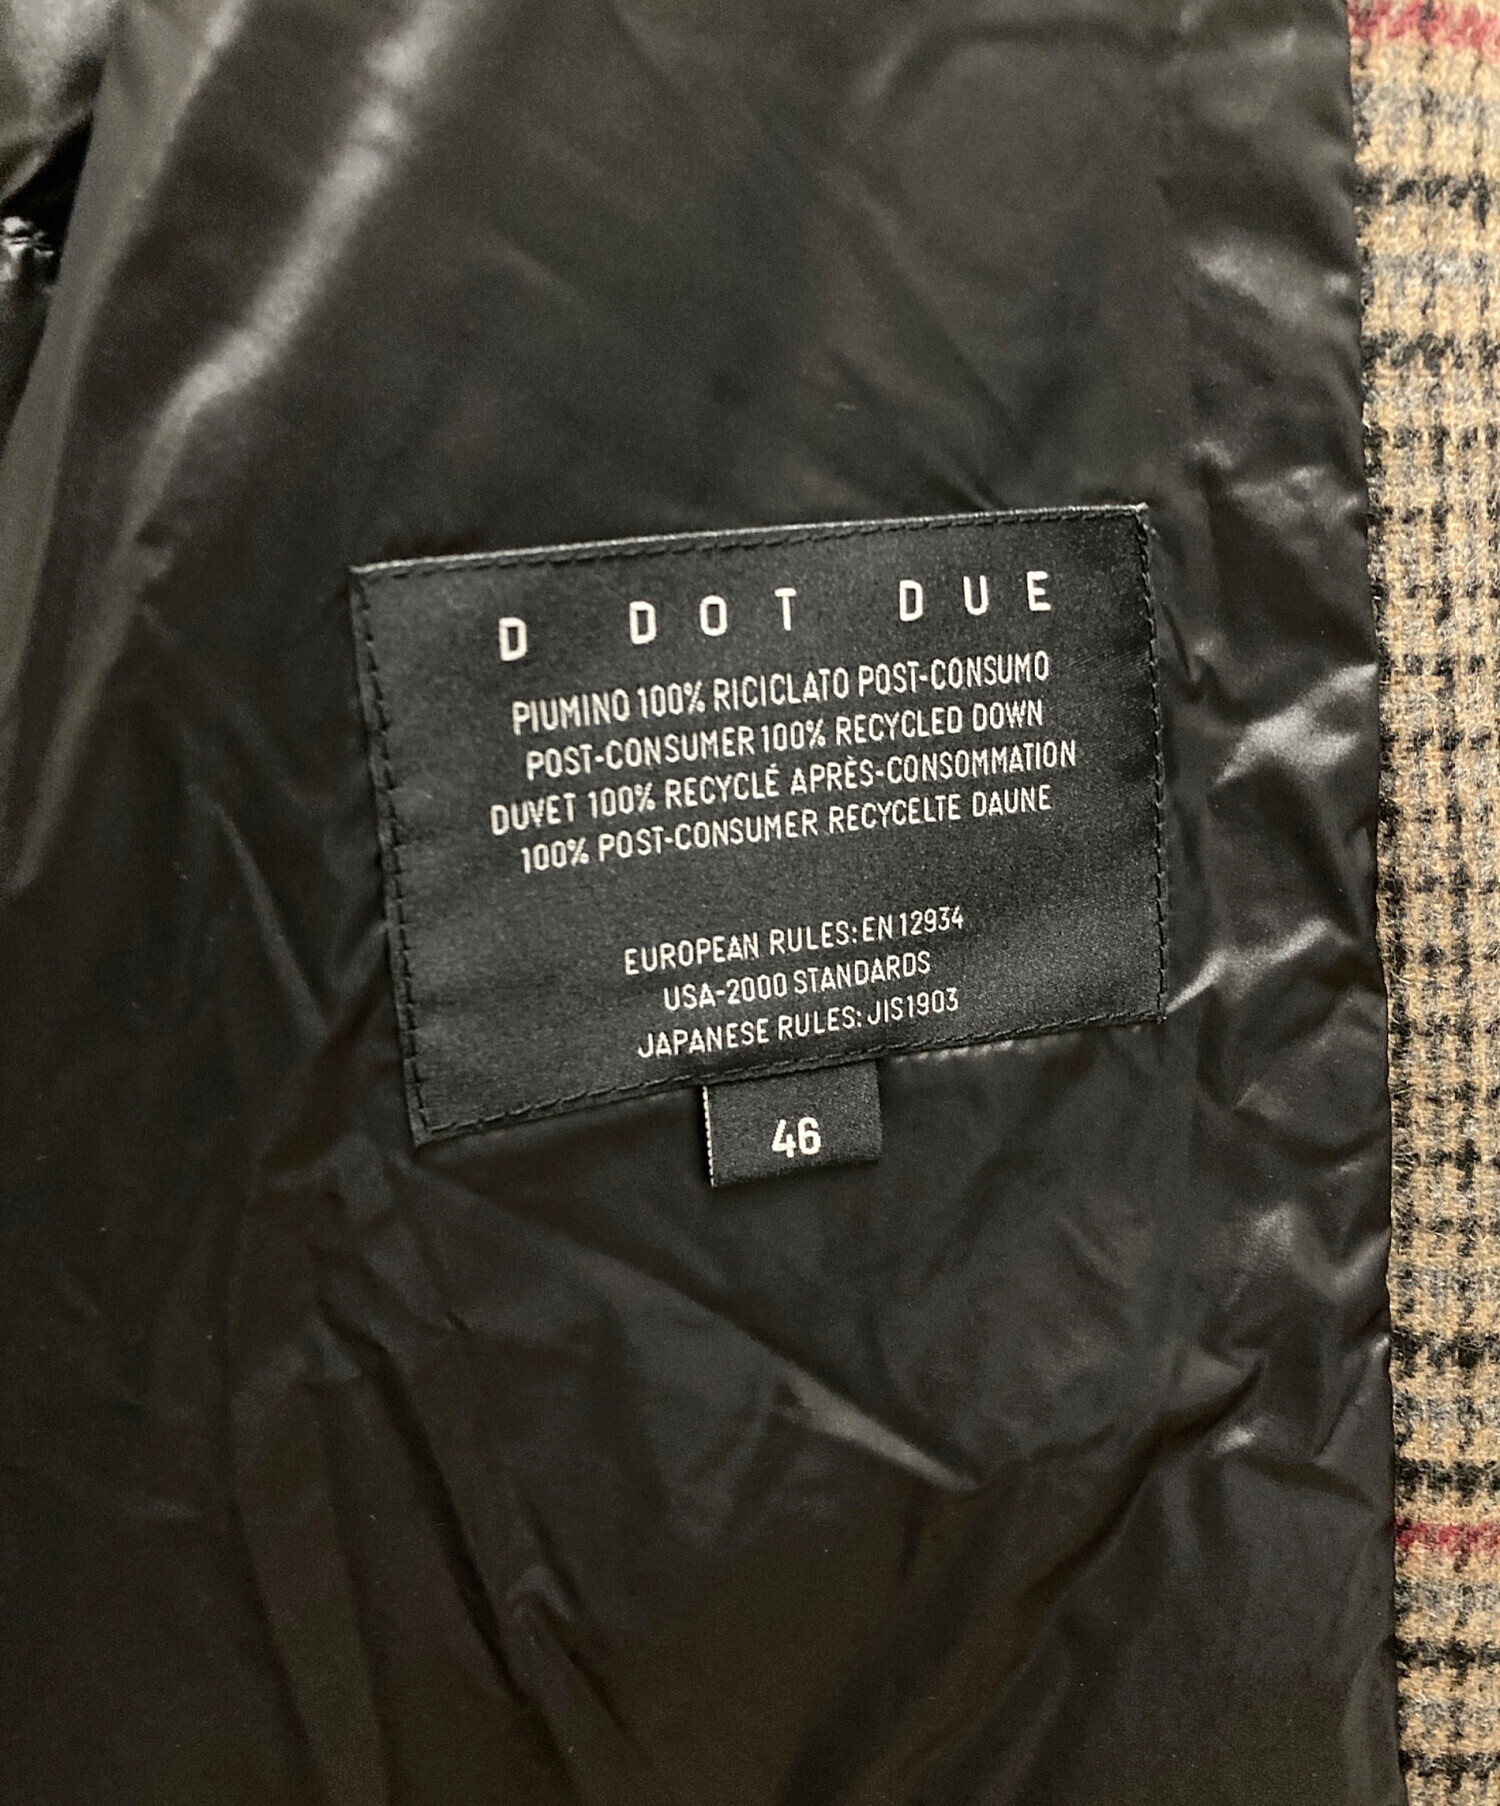 D DOT DUE
PIUMINO 100% RICICLATO POST-CONSUMO
POST-CONSUMER 100% RECYCLED DOWN
DUVET 100% RECYCLÉ APRÈS-CONSOMMATION
100% POST-CONSUMER RECYCELTE DAUNE
EUROPEAN RULES: EN 12934
USA-2000 STANDARDS
JAPANESE RULES: JIS1903
46